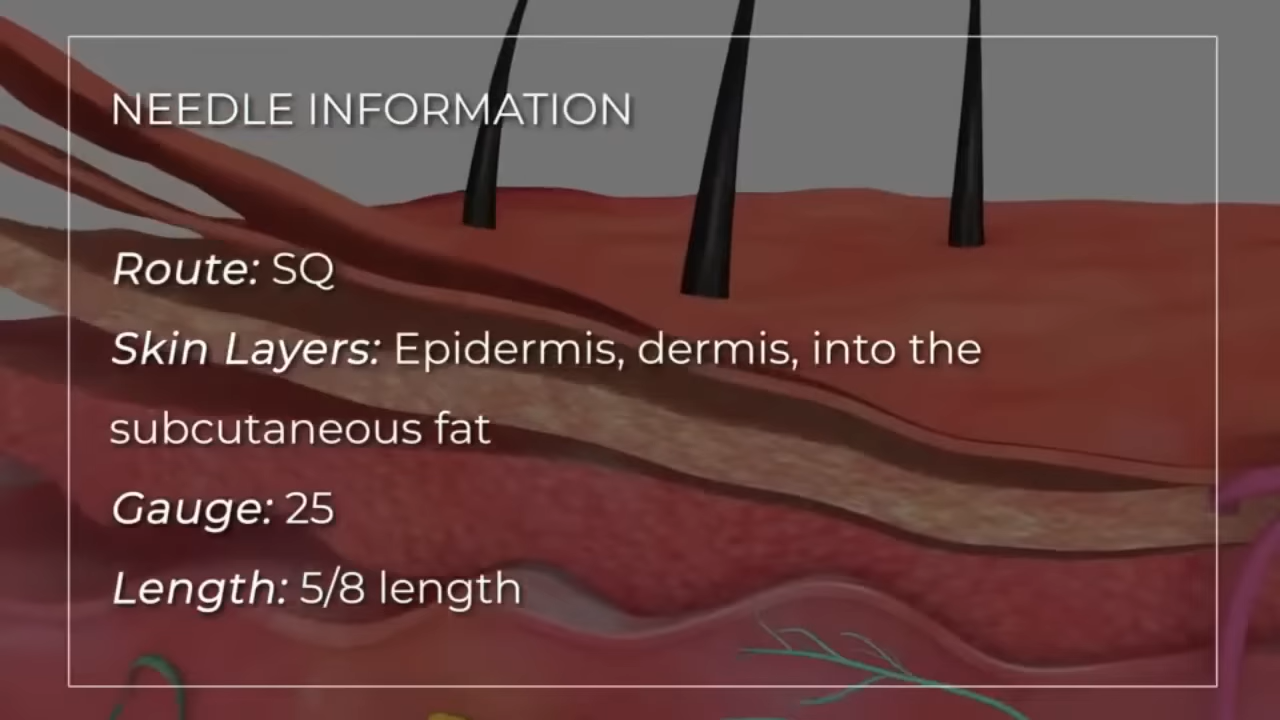 NEEDLE INFORMATION
Route: SQ
Skin Layers: Epidermis, dermis, into the
subcutaneous fat
Gauge: 25
Length: 5/8 length